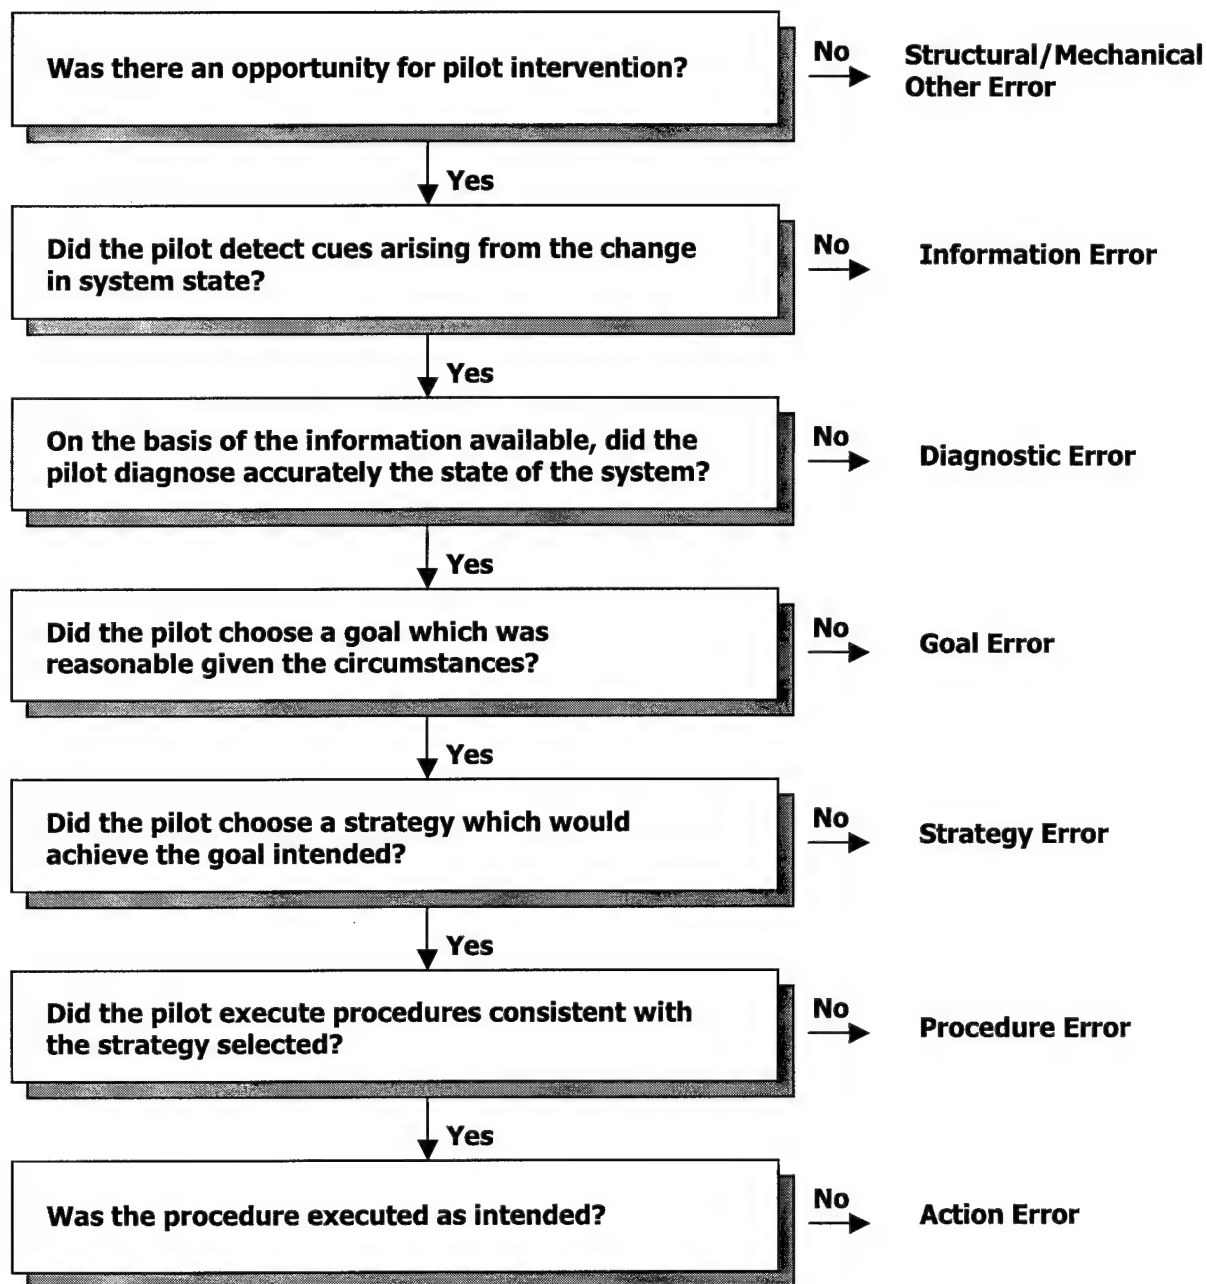 Was there an opportunity for pilot intervention?
No
Structural/Mechanical
Other Error
Yes
Did the pilot detect cues arising from the change
in system state?
No
Information Error
Yes
On the basis of the information available, did the
pilot diagnose accurately the state of the system?
No
Diagnostic Error
Yes
Did the pilot choose a goal which was
reasonable given the circumstances?
No
Goal Error
Yes
Did the pilot choose a strategy which would
achieve the goal intended?
No
Strategy Error
Yes
Did the pilot execute procedures consistent with
the strategy selected?
No
Procedure Error
Yes
Was the procedure executed as intended?
No
Action Error